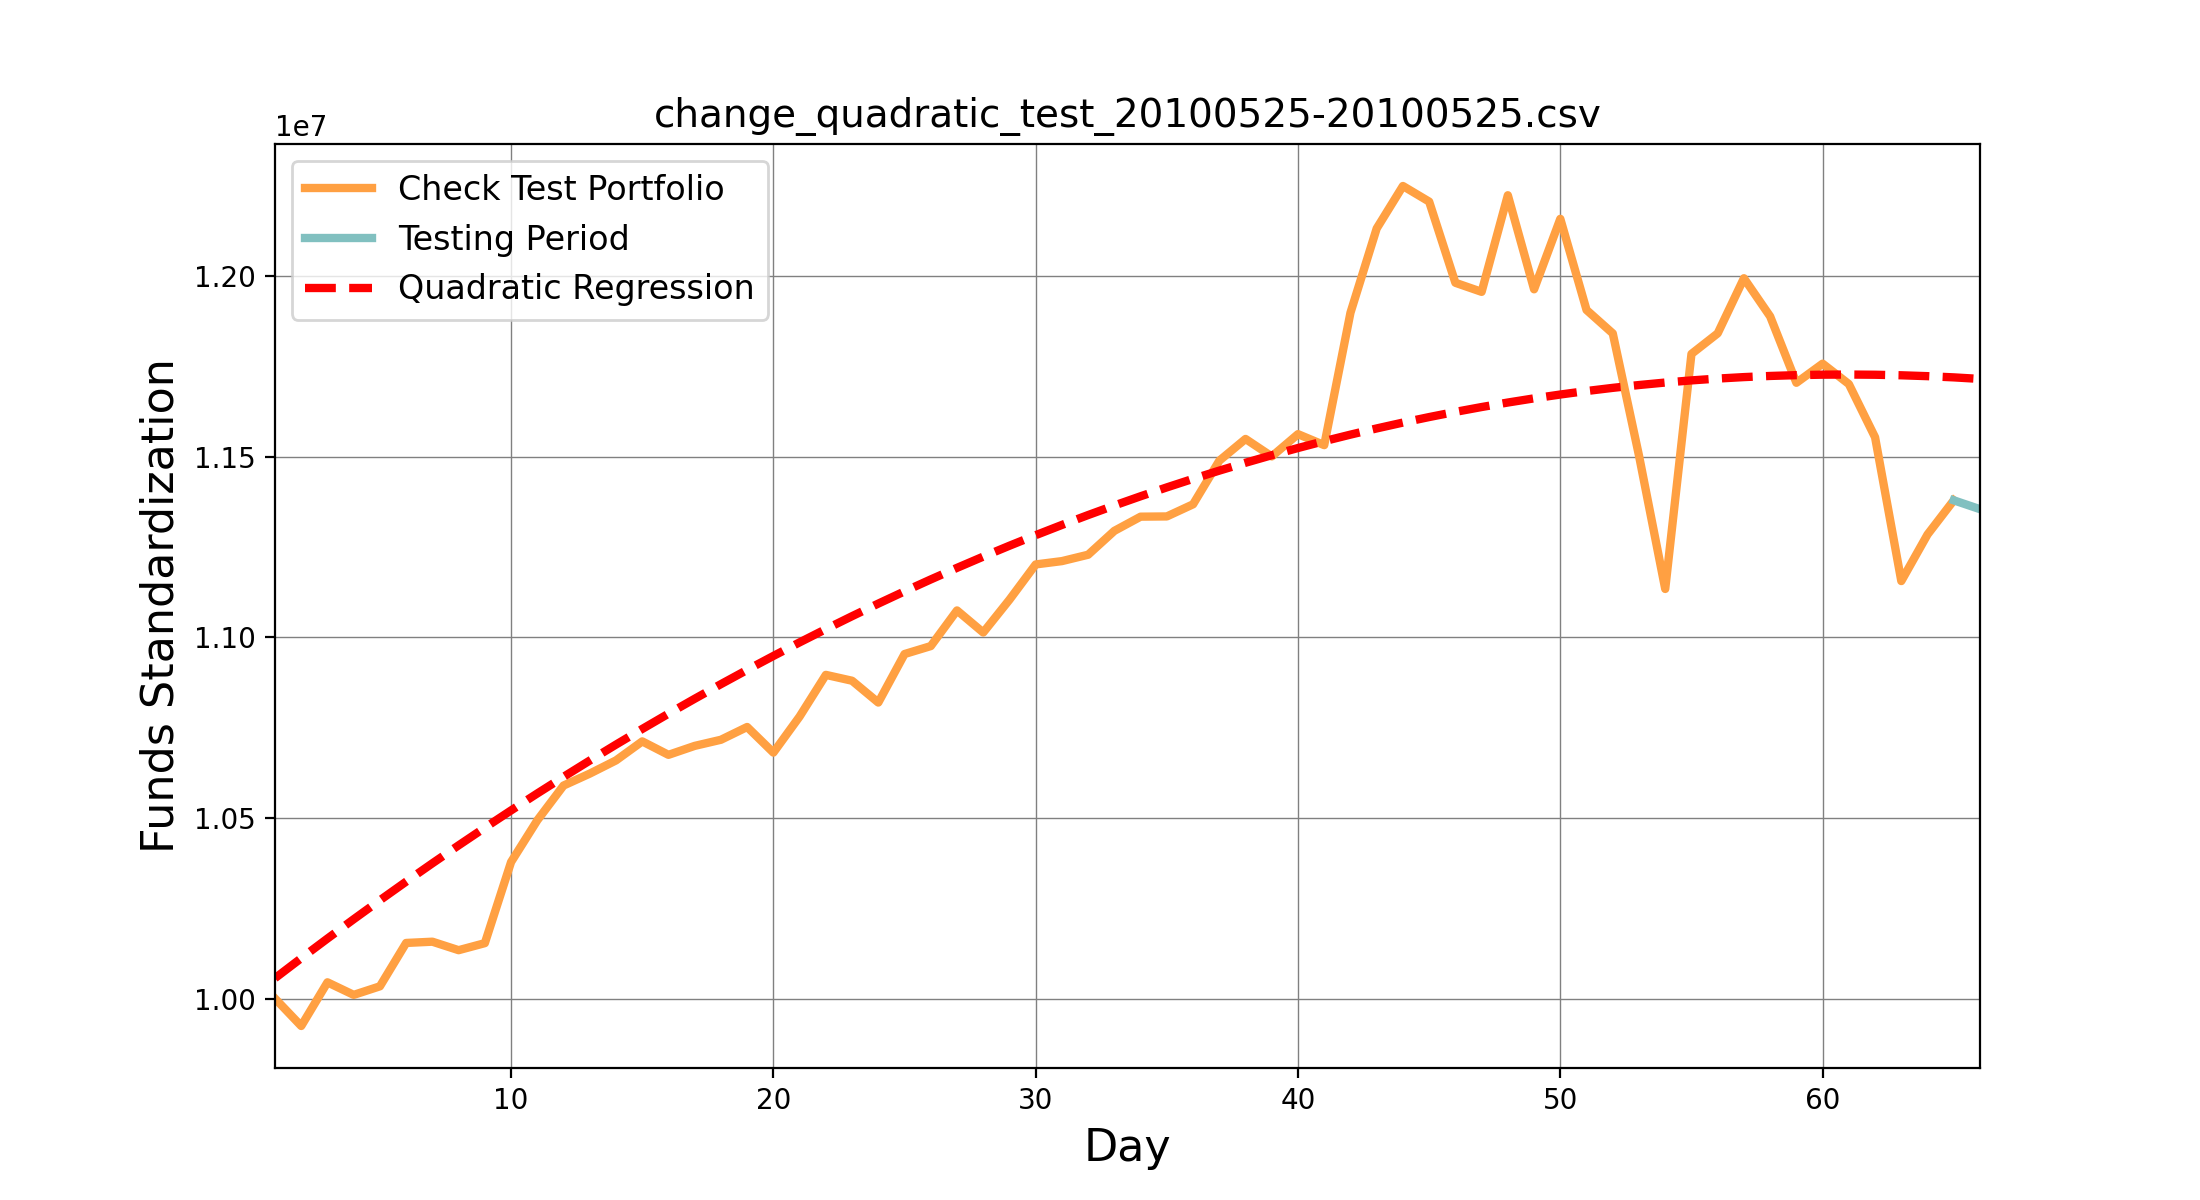 change_quadratic_test_20100525-20100525.csv
1e7
Check Test Portfolio
Testing Period
Quadratic Regression
Funds Standardization
1.20
1.15
1.10
1.05
1.00
10 20 30 40 50 60
Day